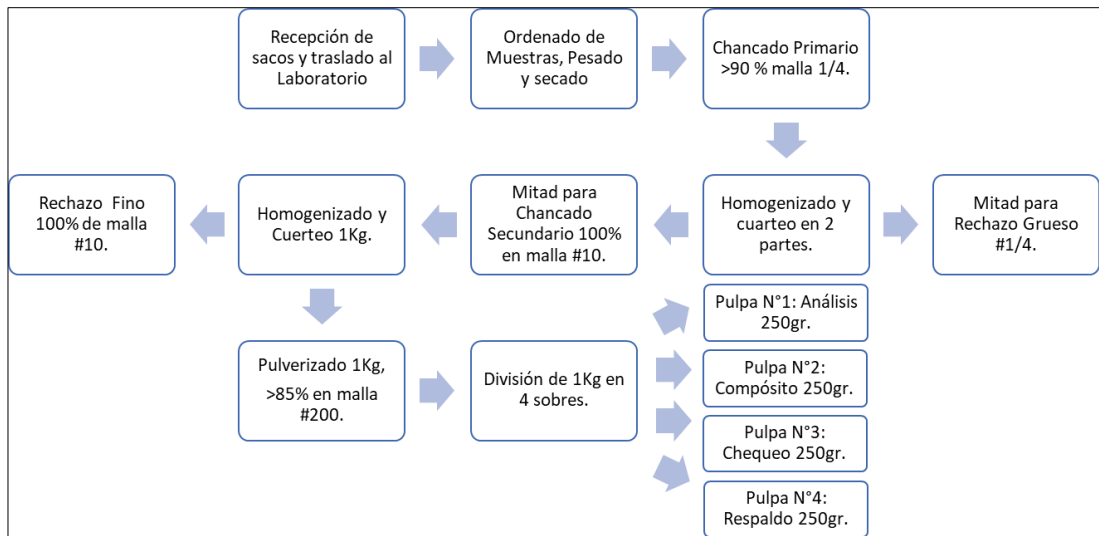 Recepción de
sacos y traslado al
Laboratorio
Ordenado de
Muestras, Pesado
y secado
Chancado Primario
>90 % malla 1/4.
Rechazo Fino
100% de malla
#10.
Homogenizado y
Cuerteo 1Kg.
Mitad para
Chancado
Secundario 100%
en malla #10.
Homogenizado y
cuarteo en 2
partes.
Mitad para
Rechazo Grueso
#1/4.
Pulverizado 1Kg,
>85% en malla
#200.
División de 1Kg en
4 sobres.
Pulpa N°1: Análisis
250gr.
Pulpa N°2:
Compósito 250gr.
Pulpa N°3:
Chequeo 250gr.
Pulpa N°4:
Respaldo 250gr.